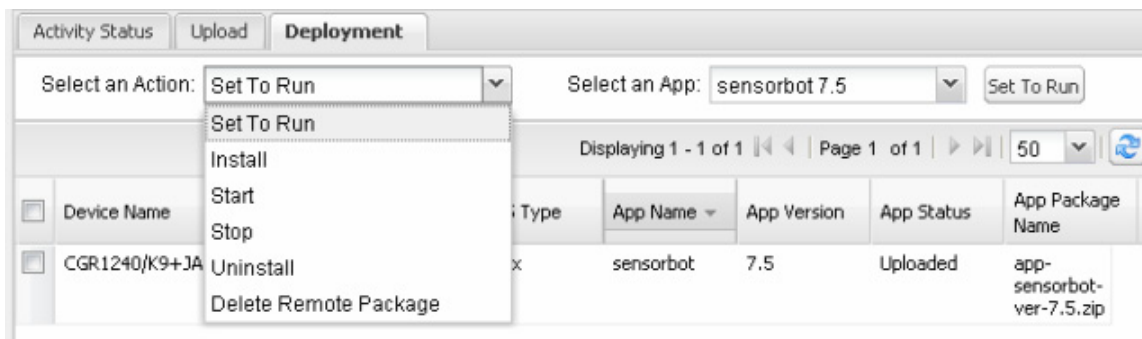 Activity Status Upload Deployment
Select an Action: Set To Run Select an App: sensorbot 7.5 Set To Run
Set To Run
Install
Start
Stop
Uninstall
Delete Remote Package
Displaying 1 - 1 of 1 Page 1 of 1 50
Device Name Type App Name App Version App Status App Package
Name
CGR1240/K9+JA sensorbot 7.5 Uploaded app-
sensorbot-
ver-7.5.zip